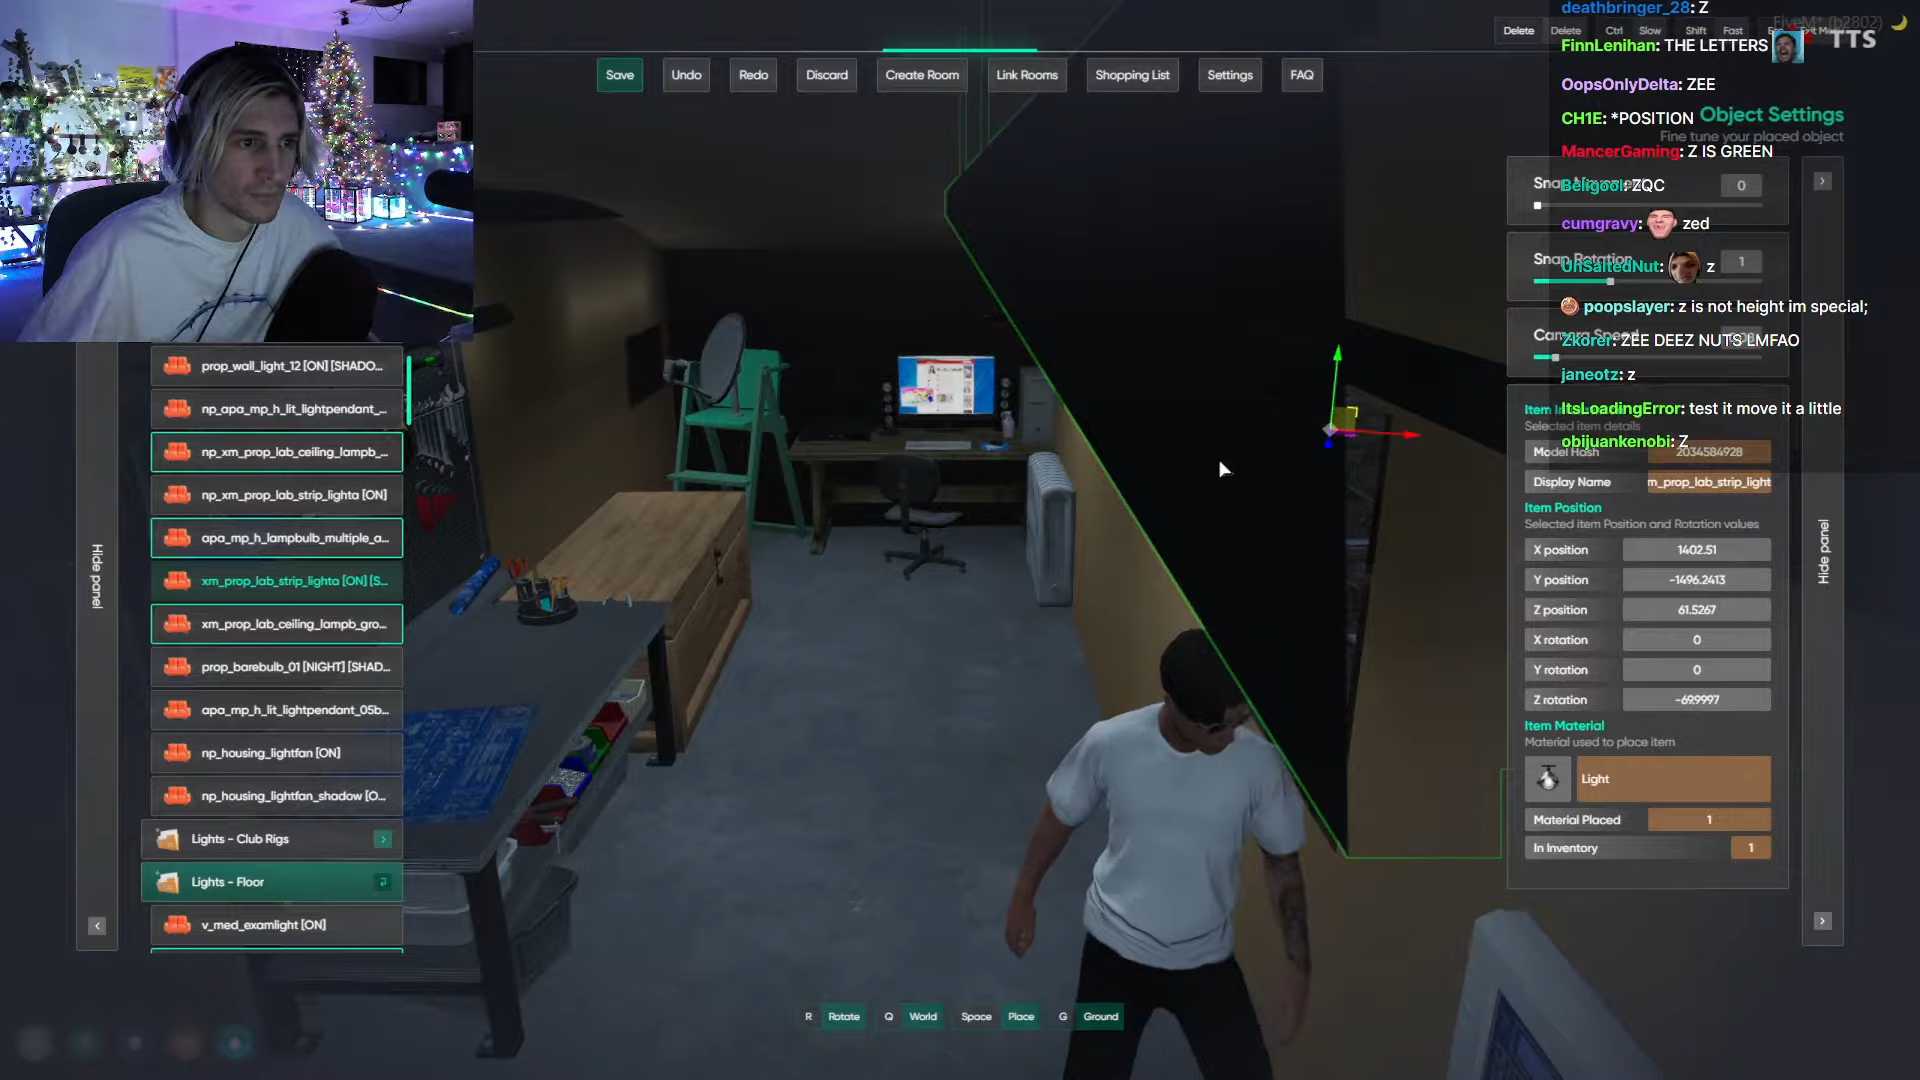 deathbringer_28: Z
FiveM* (b2802)
TTS
Delete Delete Ctrl Slow Shift Fast
FinnLenihan: THE LETTERS
OopsOnlyDelta: ZEE
CH1E: *POSITION
MancerGaming: Z IS GREEN
Beligool: ZQC
cumgravy: zed
UnSaltedNut: z
poopslayer: z is not height im special;
Zkorer: ZEE DEEZ NUTS LMFAO
janeotz: z
ItsLoadingError: test it move it a little
obijuankenobi: Z
Save
Undo
Redo
Discard
Create Room
Link Rooms
Shopping List
Settings
FAQ
Object Settings
Fine tune your placed object
0
Snap Rotation
1
Camera Speed
Selected item details
Model Hash 2034584928
Display Name m_prop_lab_strip_light
Item Position
Selected item Position and Rotation values
X position 1402.51
Y position -1496.2413
Z position 61.5267
X rotation 0
Y rotation 0
Z rotation -69.9997
Item Material
Material used to place item
Light
Material Placed 1
In Inventory 1
Hide panel
Hide panel
prop_wall_light_12 [ON] [SHADO...
np_apa_mp_h_lit_lightpendant_...
np_xm_prop_lab_ceiling_lampb_...
np_xm_prop_lab_strip_lighta [ON]
apa_mp_h_lampbulb_multiple_a...
xm_prop_lab_strip_lighta [ON] [S...
xm_prop_lab_ceiling_lampb_gro...
prop_barebulb_01 [NIGHT] [SHAD...
apa_mp_h_lit_lightpendant_05b...
np_housing_lightfan [ON]
np_housing_lightfan_shadow [O...
Lights - Club Rigs
Lights - Floor
v_med_examlight [ON]
R Rotate Q World Space Place G Ground